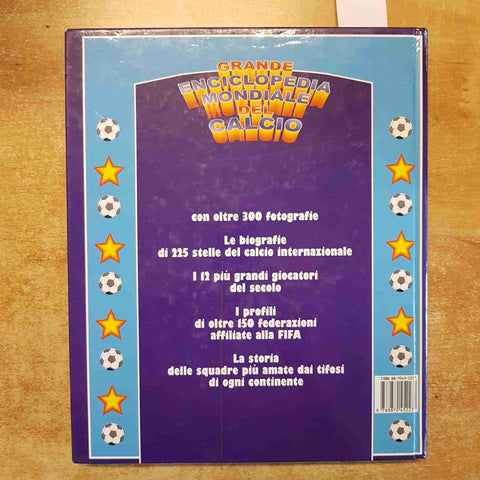 GRANDE
ENCICLOPEDIA
MONDIALE
DEL
CALCIO
con oltre 300 fotografie
Le biografie
di 225 stelle del calcio internazionale
I 12 più grandi giocatori
del secolo
I profili
di oltre 150 federazioni
affiliate alla FIFA
La storia
delle squadre più amate dai tifosi
di ogni continente
ISBN